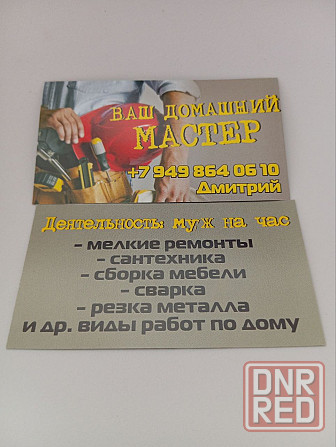 ВАШ ДОМАШНИЙ
МАСТЕР
+7 949 864 06 10
Дмитрий
Деятельность: муж на час
- мелкие ремонты
- сантехника
- сборка мебели
- сварка
- резка металла
и др. виды работ по дому
DNR
RED